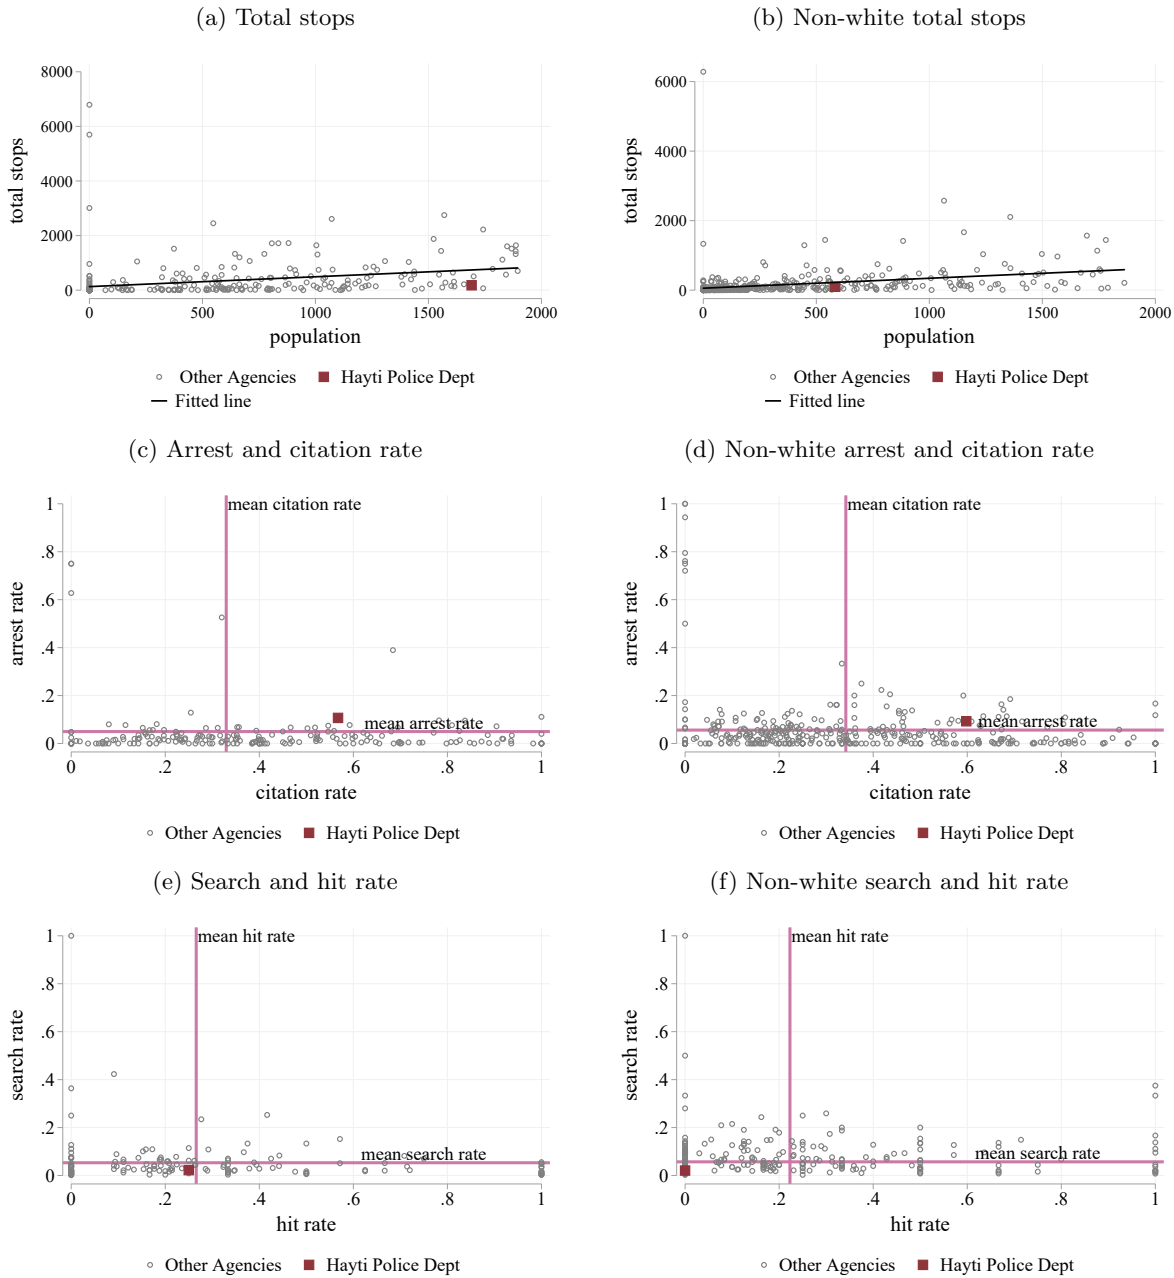 (a) Total stops
(b) Non-white total stops
total stops
8000
6000
4000
2000
0
0
500
1000
1500
2000
population
Other Agencies
Hayti Police Dept
Fitted line
total stops
6000
4000
2000
0
0
500
1000
1500
2000
population
Other Agencies
Hayti Police Dept
Fitted line
(c) Arrest and citation rate
(d) Non-white arrest and citation rate
arrest rate
1
.8
.6
.4
.2
0
mean citation rate
mean arrest rate
0
.2
.4
.6
.8
1
citation rate
Other Agencies
Hayti Police Dept
arrest rate
1
.8
.6
.4
.2
0
mean citation rate
mean arrest rate
0
.2
.4
.6
.8
1
citation rate
Other Agencies
Hayti Police Dept
(e) Search and hit rate
(f) Non-white search and hit rate
search rate
1
.8
.6
.4
.2
0
mean hit rate
mean search rate
0
.2
.4
.6
.8
1
hit rate
Other Agencies
Hayti Police Dept
search rate
1
.8
.6
.4
.2
0
mean hit rate
mean search rate
0
.2
.4
.6
.8
1
hit rate
Other Agencies
Hayti Police Dept